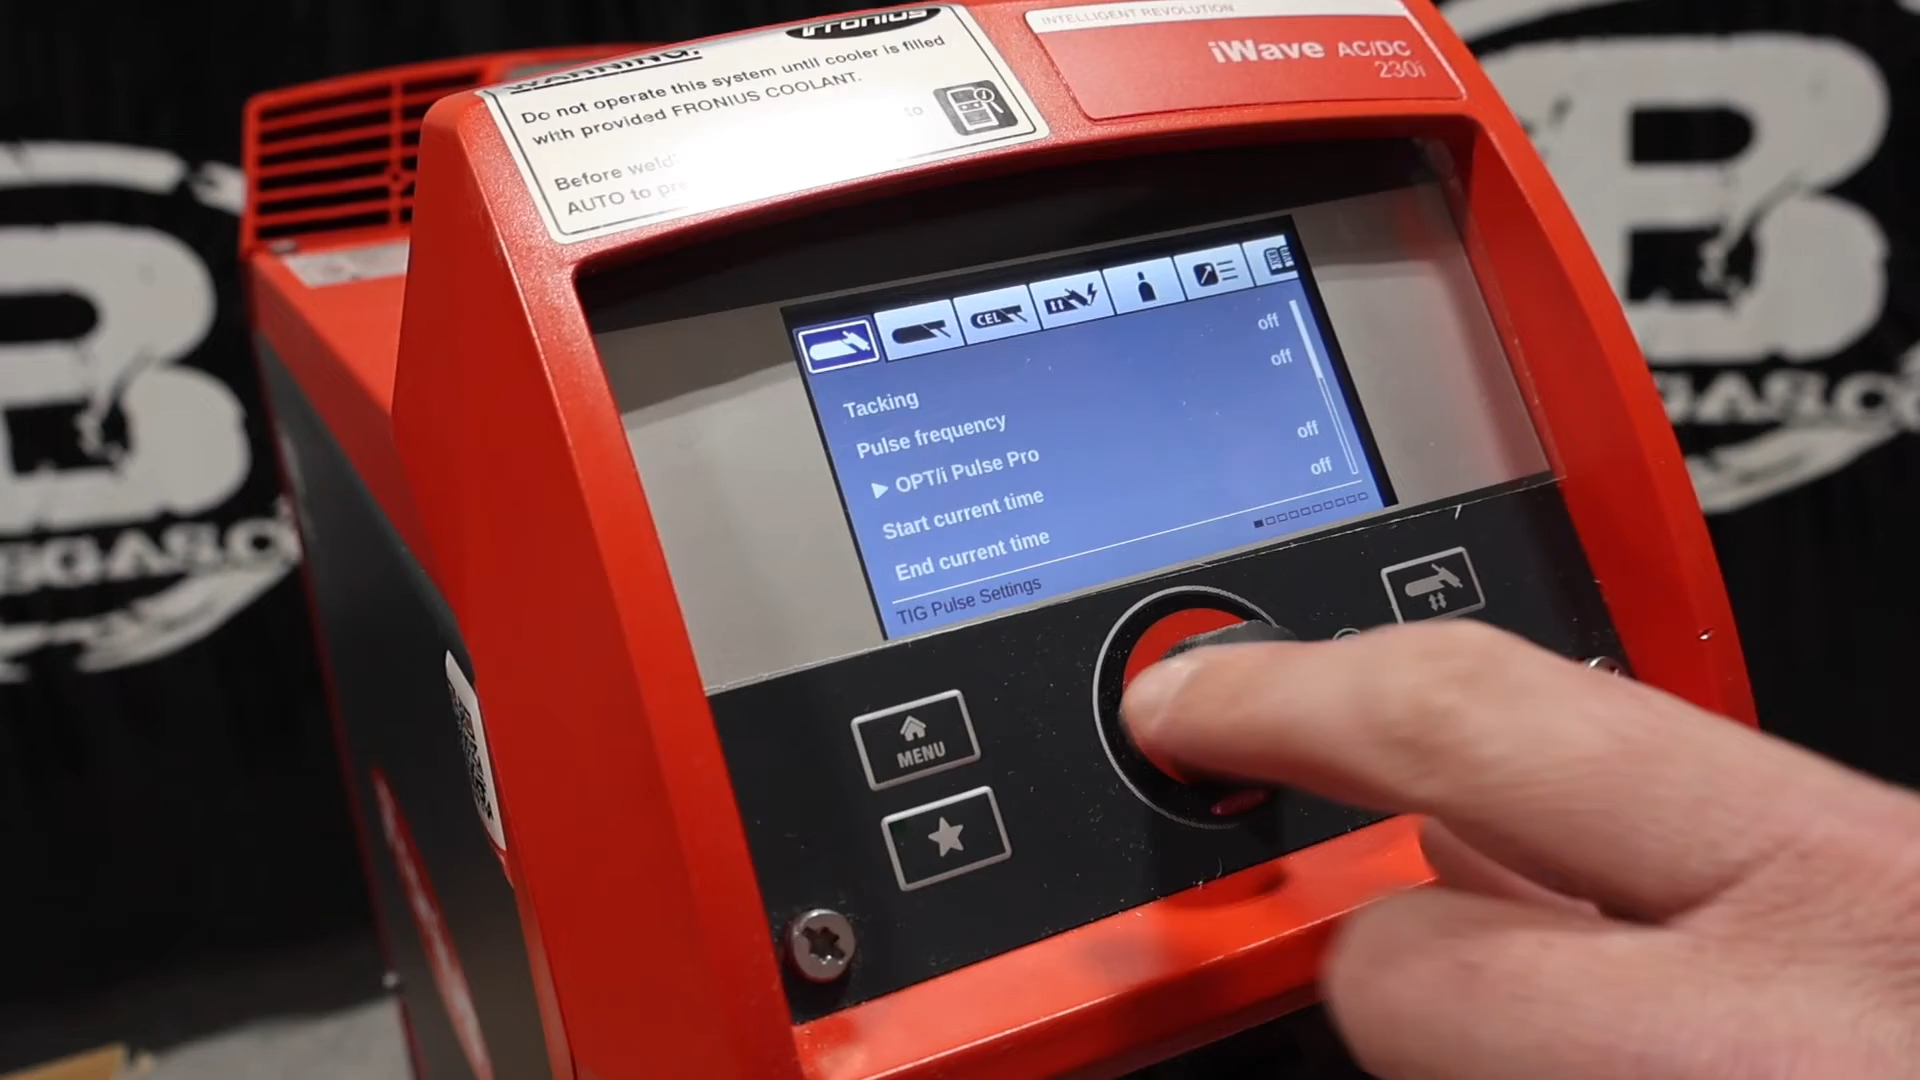 Fronius
WARNING:
Do not operate this system until cooler is filled
with provided FRONIUS COOLANT.
to
Before weld
AUTO to pr
INTELLIGENT REVOLUTION
iWave AC/DC
230i
CEL
off
Tacking
off
Pulse frequency
▶ OPT/i Pulse Pro
off
Start current time
off
End current time
TIG Pulse Settings
MENU
B
B